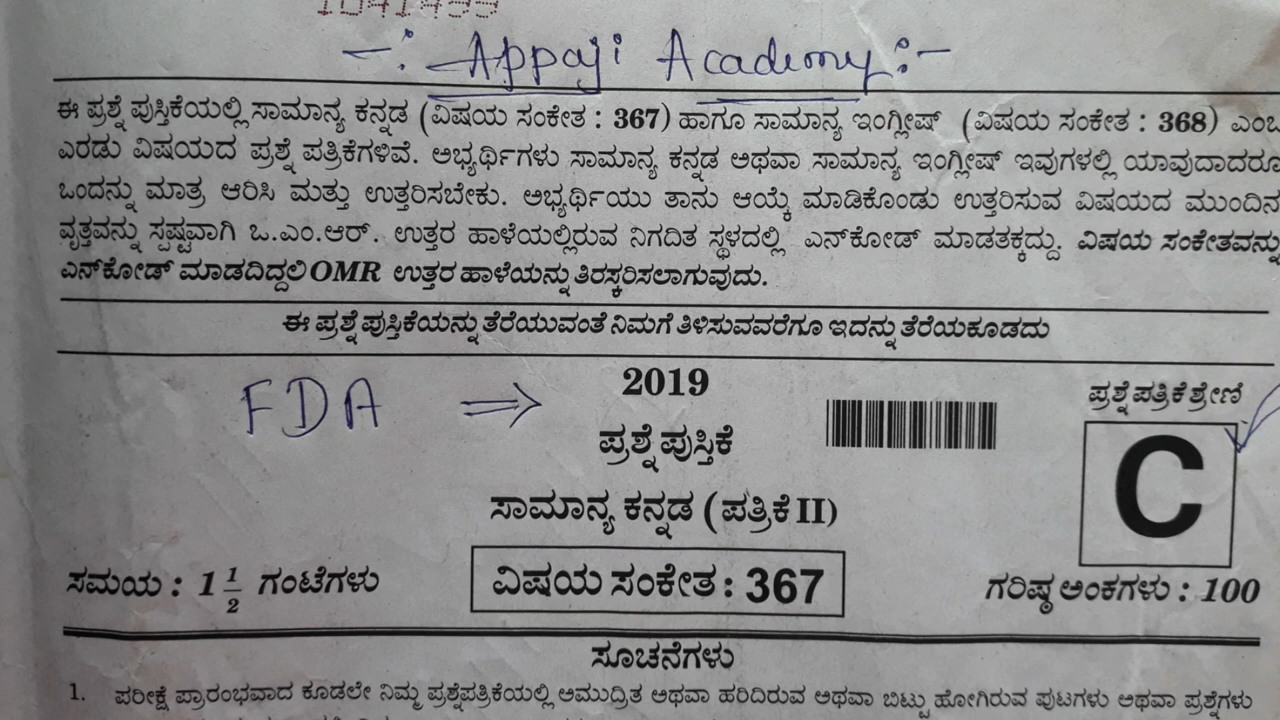 1041499
-: Appaji Academy :-
ಈ ಪ್ರಶ್ನೆ ಪುಸ್ತಿಕೆಯಲ್ಲಿ ಸಾಮಾನ್ಯ ಕನ್ನಡ (ವಿಷಯ ಸಂಕೇತ : 367) ಹಾಗೂ ಸಾಮಾನ್ಯ ಇಂಗ್ಲೀಷ್ (ವಿಷಯ ಸಂಕೇತ : 368) ಎಂಬ
ಎರಡು ವಿಷಯದ ಪ್ರಶ್ನೆ ಪತ್ರಿಕೆಗಳಿವೆ. ಅಭ್ಯರ್ಥಿಗಳು ಸಾಮಾನ್ಯ ಕನ್ನಡ ಅಥವಾ ಸಾಮಾನ್ಯ ಇಂಗ್ಲೀಷ್ ಇವುಗಳಲ್ಲಿ ಯಾವುದಾದರೂ
ಒಂದನ್ನು ಮಾತ್ರ ಆರಿಸಿ ಮತ್ತು ಉತ್ತರಿಸಬೇಕು. ಅಭ್ಯರ್ಥಿಯು ತಾನು ಆಯ್ಕೆ ಮಾಡಿಕೊಂಡು ಉತ್ತರಿಸುವ ವಿಷಯದ ಮುಂದಿನ
ವೃತ್ತವನ್ನು ಸ್ಪಷ್ಟವಾಗಿ ಒ.ಎಂ.ಆರ್. ಉತ್ತರ ಹಾಳೆಯಲ್ಲಿರುವ ನಿಗದಿತ ಸ್ಥಳದಲ್ಲಿ ಎನ್‌ಕೋಡ್ ಮಾಡತಕ್ಕದ್ದು. ವಿಷಯ ಸಂಕೇತವನ್ನು
ಎನ್‌ಕೋಡ್ ಮಾಡದಿದ್ದಲಿ OMR ಉತ್ತರ ಹಾಳೆಯನ್ನು ತಿರಸ್ಕರಿಸಲಾಗುವುದು.
ಈ ಪ್ರಶ್ನೆ ಪುಸ್ತಿಕೆಯನ್ನು ತೆರೆಯುವಂತೆ ನಿಮಗೆ ತಿಳಿಸುವವರೆಗೂ ಇದನ್ನು ತೆರೆಯಕೂಡದು
2019
FDA ⇒
ಪ್ರಶ್ನೆ ಪತ್ರಿಕೆ ಶ್ರೇಣಿ
ಪ್ರಶ್ನೆ ಪುಸ್ತಿಕೆ
C
ಸಾಮಾನ್ಯ ಕನ್ನಡ (ಪತ್ರಿಕೆ II)
ಸಮಯ : 1 1/2 ಗಂಟೆಗಳು
ವಿಷಯ ಸಂಕೇತ : 367
ಗರಿಷ್ಠ ಅಂಕಗಳು : 100
ಸೂಚನೆಗಳು
1. ಪರೀಕ್ಷೆ ಪ್ರಾರಂಭವಾದ ಕೂಡಲೇ ನಿಮ್ಮ ಪ್ರಶ್ನೆಪತ್ರಿಕೆಯಲ್ಲಿ ಅಮುದ್ರಿತ ಅಥವಾ ಹರಿದಿರುವ ಅಥವಾ ಬಿಟ್ಟು ಹೋಗಿರುವ ಪುಟಗಳು ಅಥವಾ ಪ್ರಶ್ನೆಗಳು